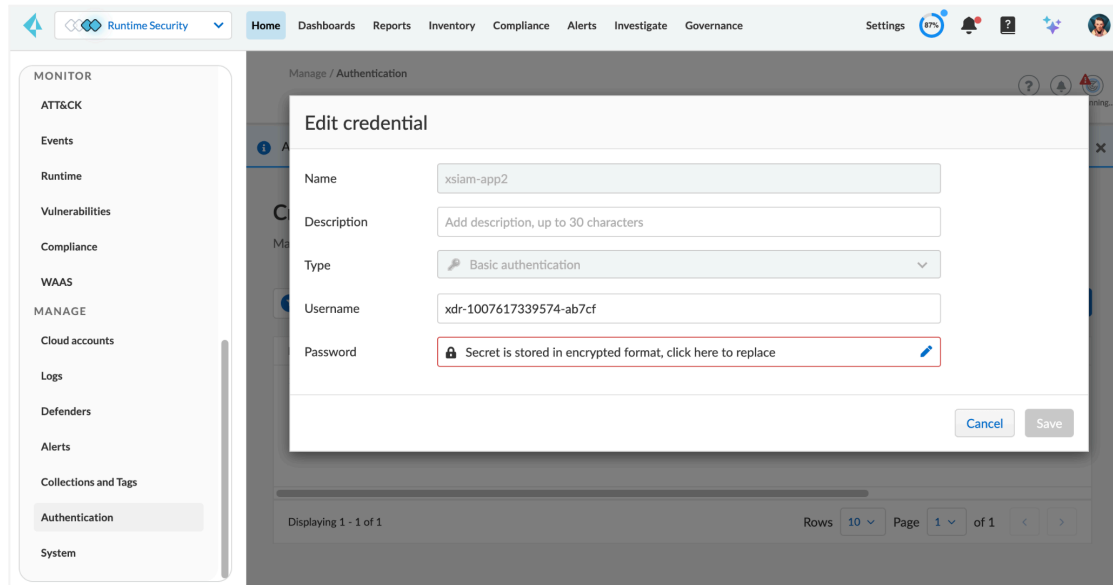 Runtime Security
Home Dashboards Reports Inventory Compliance Alerts Investigate Governance Settings 87% ?
MONITOR
ATT&CK
Events
Runtime
Vulnerabilities
Compliance
WAAS
MANAGE
Cloud accounts
Logs
Defenders
Alerts
Collections and Tags
Authentication
System
Manage / Authentication
?
Edit credential
Name xsiam-app2
Description Add description, up to 30 characters
Type Basic authentication
Username xdr-1007617339574-ab7cf
Password Secret is stored in encrypted format, click here to replace
Cancel Save
Displaying 1 - 1 of 1
Rows 10 Page 1 of 1